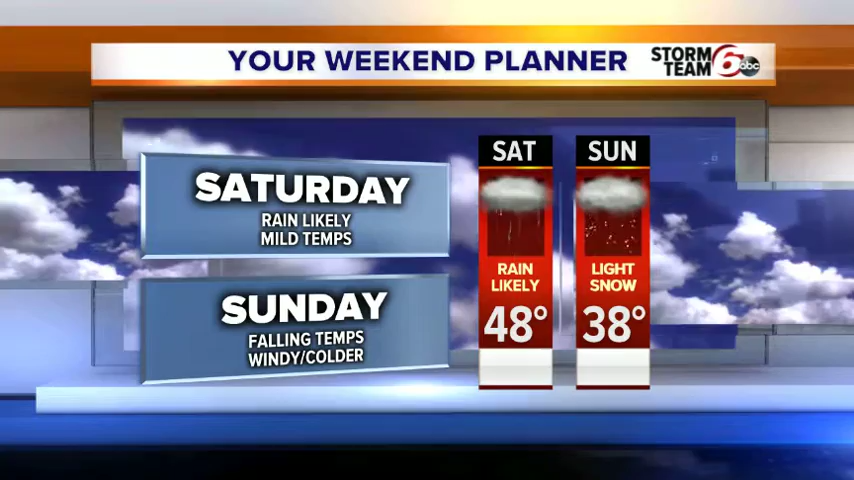 YOUR WEEKEND PLANNER
STORM
TEAM 6 abc
SATURDAY
RAIN LIKELY
MILD TEMPS
SUNDAY
FALLING TEMPS
WINDY/COLDER
SAT
RAIN
LIKELY
48°
SUN
LIGHT
SNOW
38°